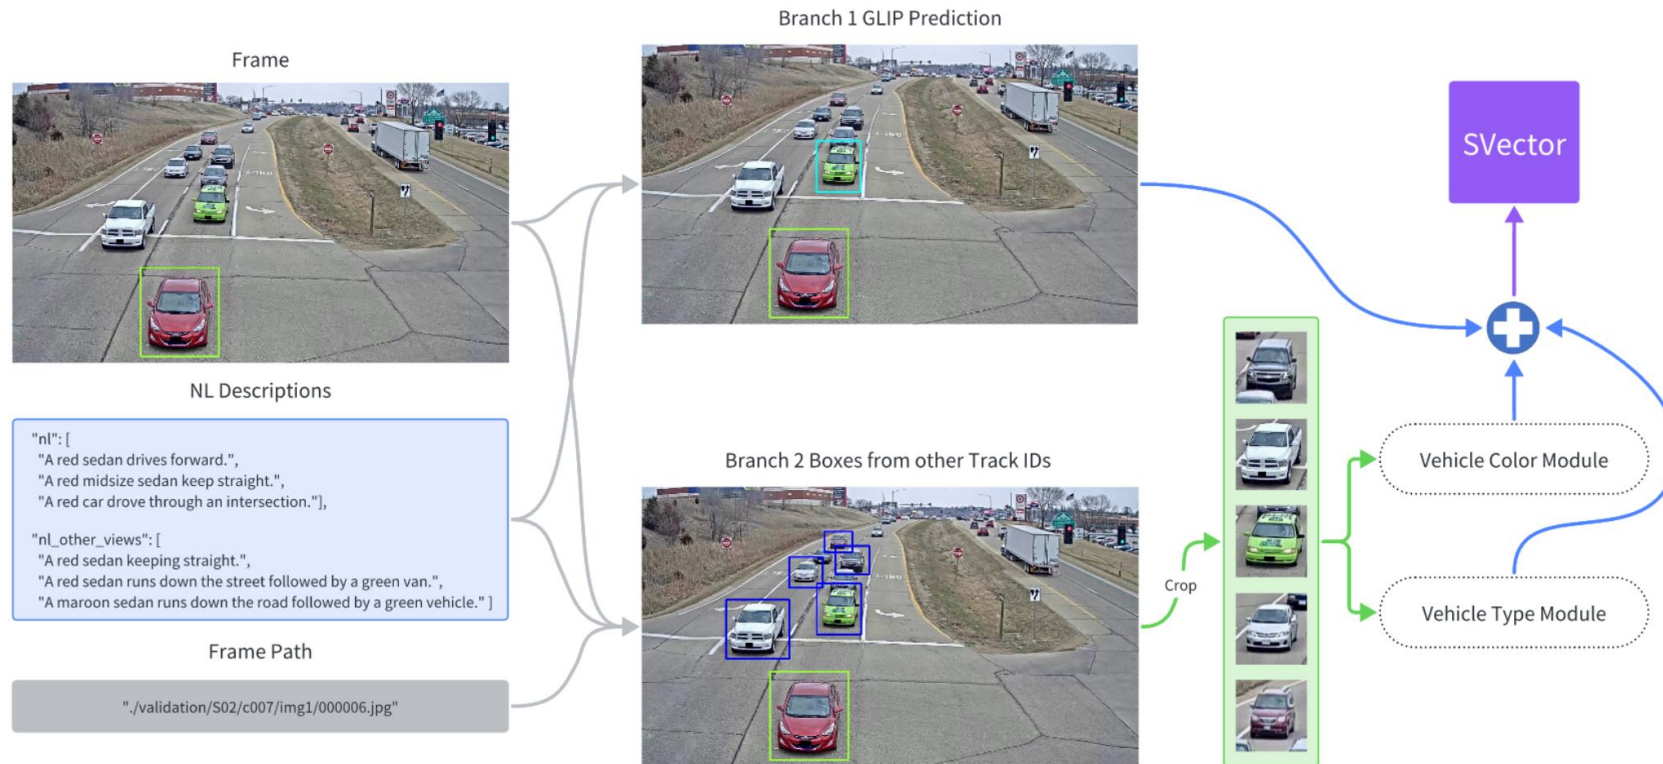 Frame
NL Descriptions
"nl": [
"A red sedan drives forward.",
"A red midsize sedan keep straight.",
"A red car drove through an intersection."],
"nl_other_views": [
"A red sedan keeping straight.",
"A red sedan runs down the street followed by a green van.",
"A maroon sedan runs down the road followed by a green vehicle." ]
Frame Path
"./validation/S02/c007/img1/000006.jpg"
Branch 1 GLIP Prediction
Branch 2 Boxes from other Track IDs
Crop
Vehicle Color Module
Vehicle Type Module
SVector